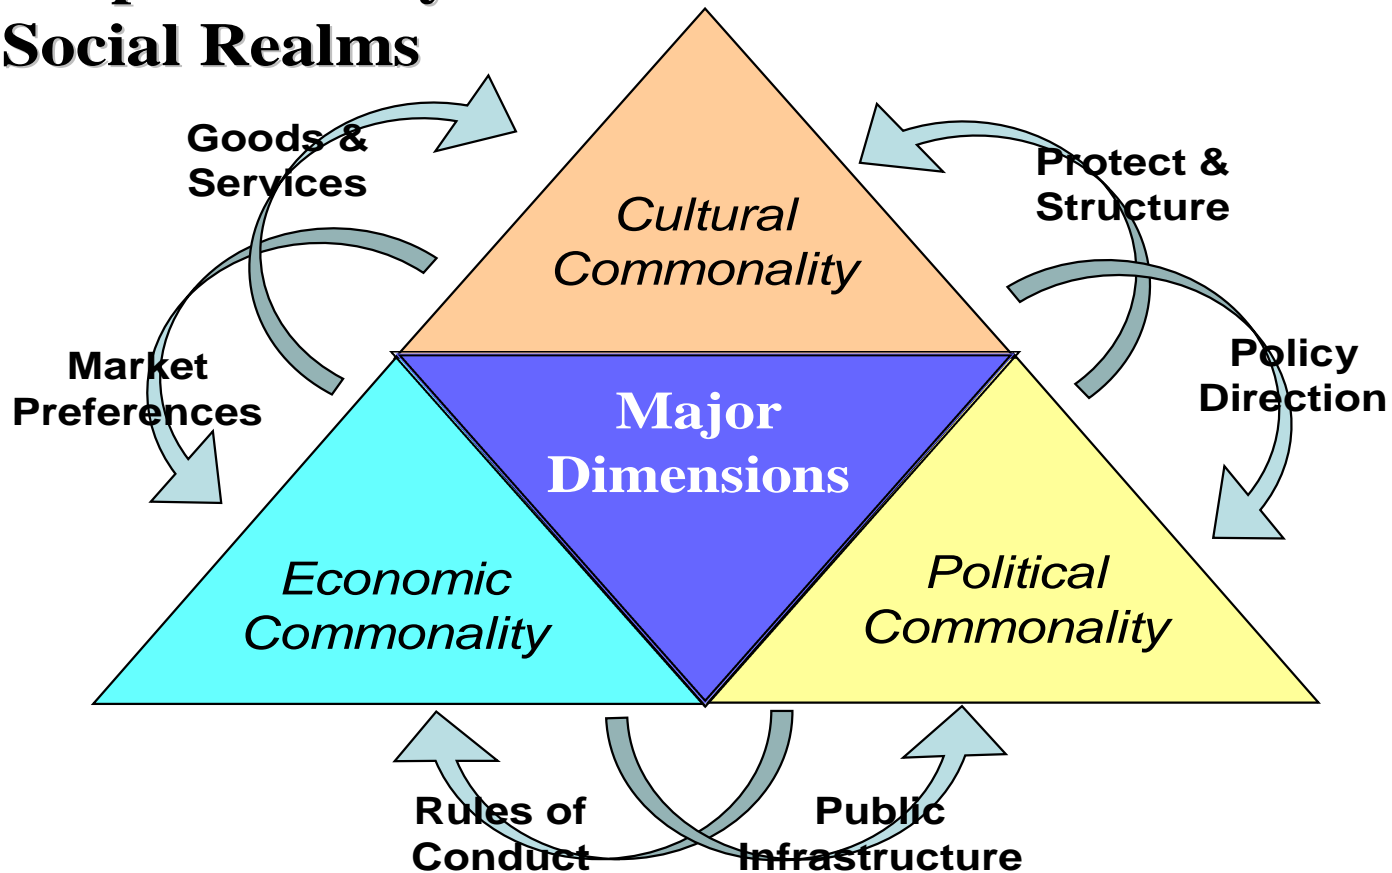 Social Realms
Goods &
Services
Protect &
Structure
Cultural
Commonality
Market
Preferences
Policy
Direction
Major
Dimensions
Economic
Commonality
Political
Commonality
Rules of
Conduct
Public
Infrastructure